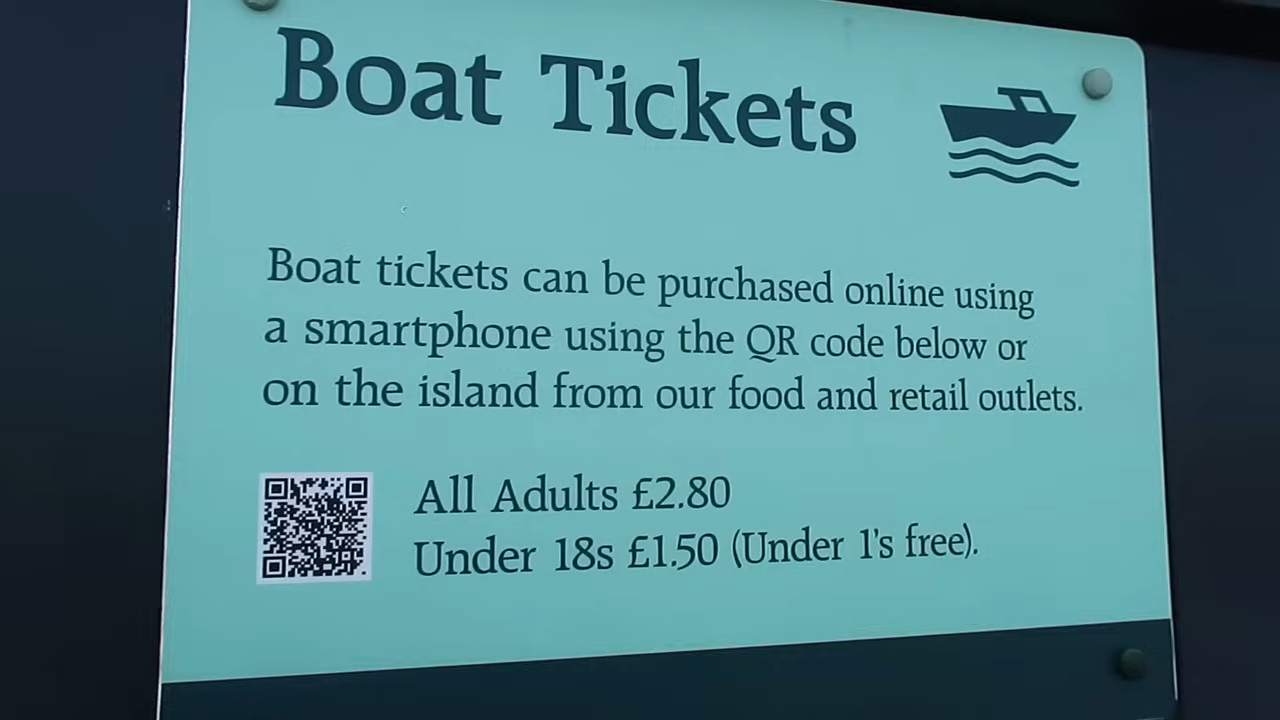 Boat Tickets
Boat tickets can be purchased online using
a smartphone using the QR code below or
on the island from our food and retail outlets.
All Adults £2.80
Under 18s £1.50 (Under 1's free).